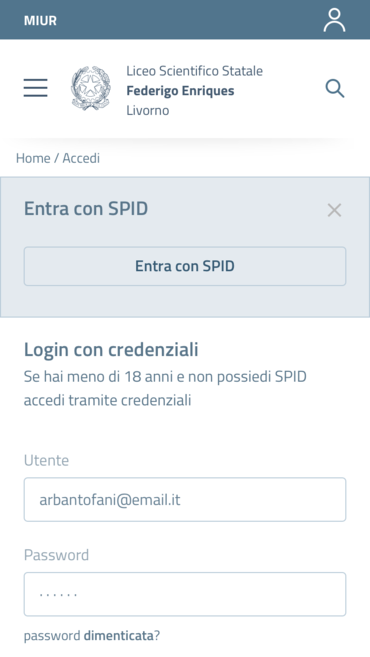 MIUR
Liceo Scientifico Statale
Federigo Enriques
Livorno
Home / Accedi
Entra con SPID
Entra con SPID
Login con credenziali
Se hai meno di 18 anni e non possiedi SPID
accedi tramite credenziali
Utente
arbantofani@email.it
Password
······
password dimenticata?